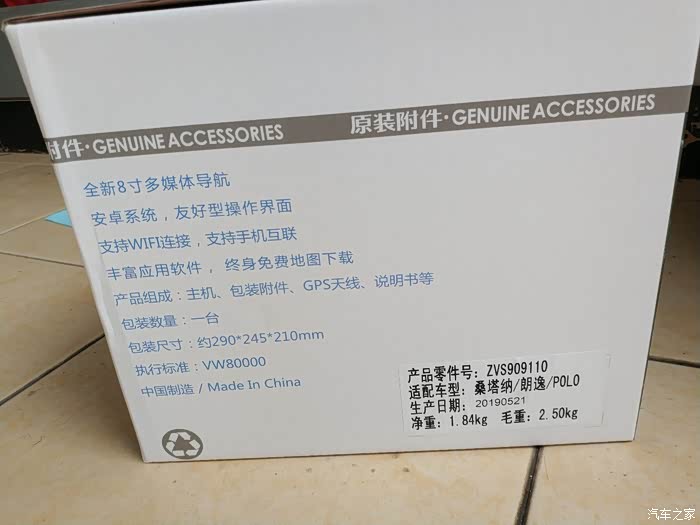 附件·GENUINE ACCESSORIES
原装附件·GENUINE ACCESSORIES
全新8寸多媒体导航
安卓系统，友好型操作界面
支持WIFI连接，支持手机互联
丰富应用软件， 终身免费地图下载
产品组成：主机、包装附件、GPS天线、说明书等
包装数量：一台
包装尺寸：约290*245*210mm
执行标准：VW80000
中国制造 / Made In China
产品零件号：ZVS909110
适配车型：桑塔纳/朗逸/POLO
生产日期：20190521
净重：1.84kg 毛重：2.50kg
汽车之家